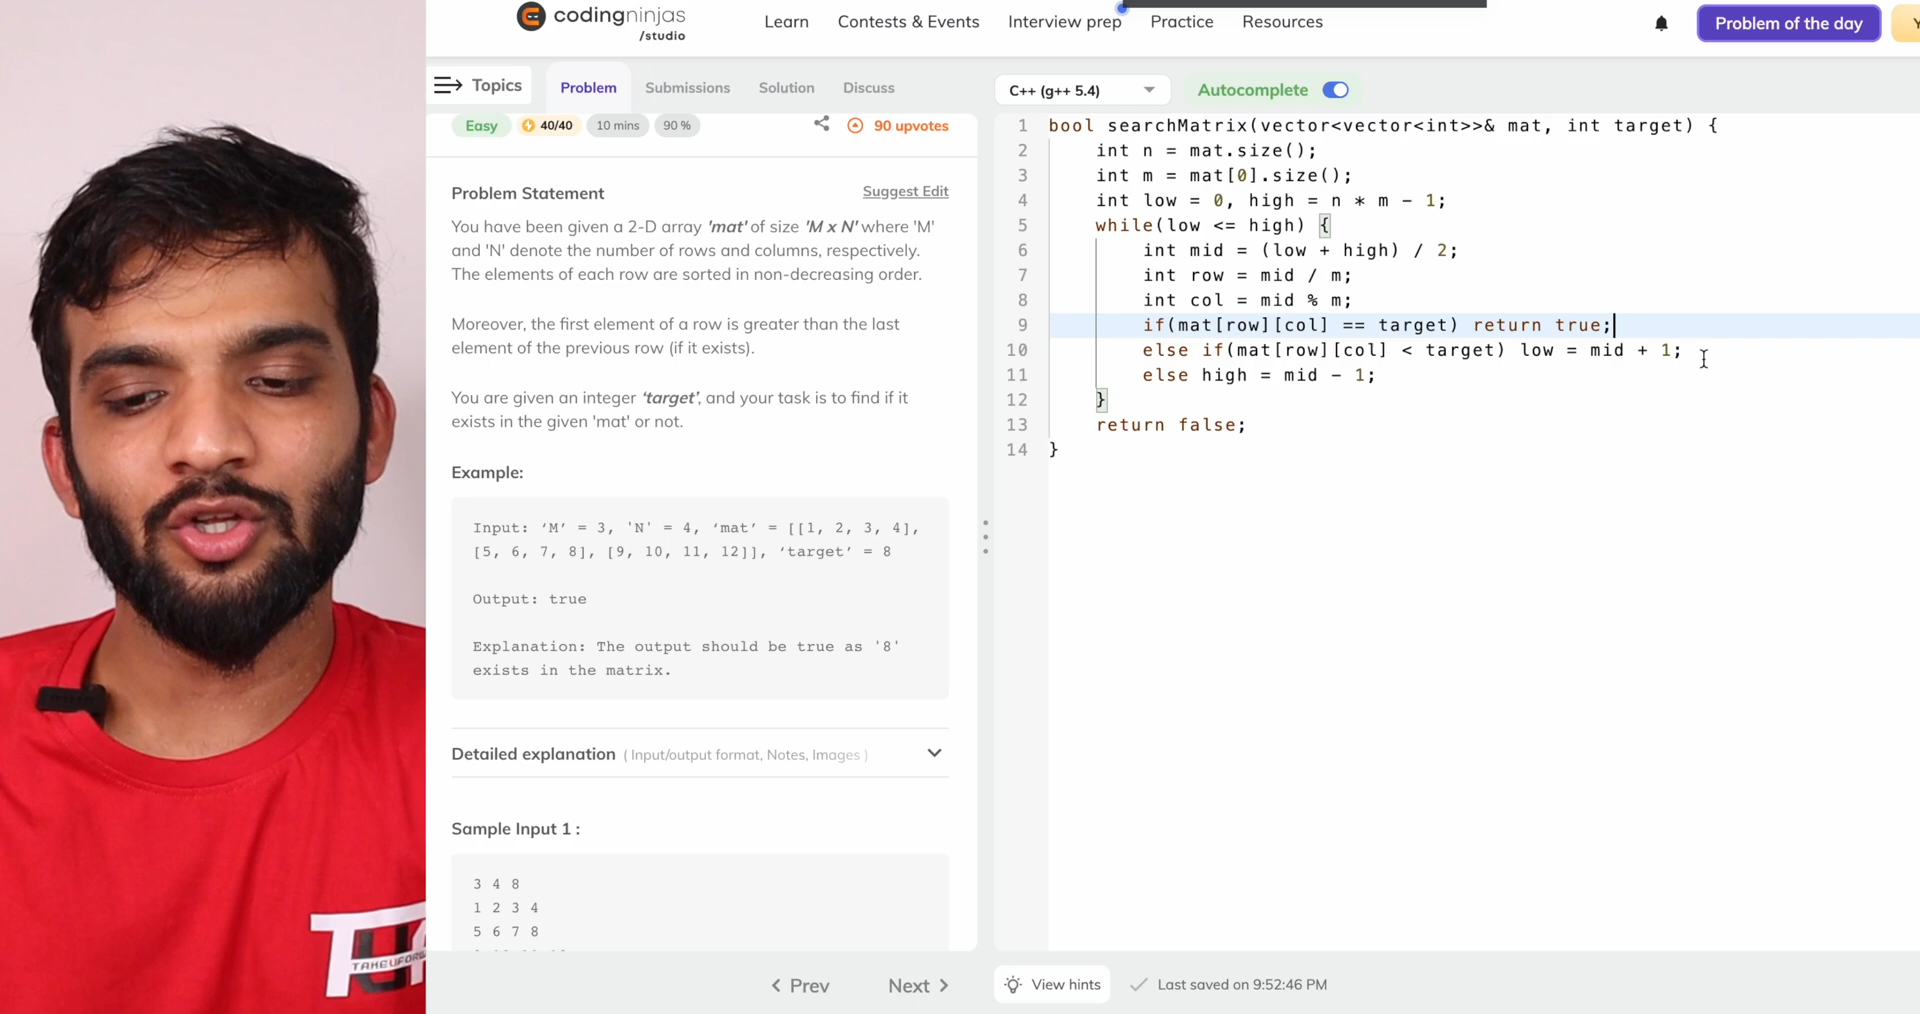 codingninjas
/studio
Learn
Contests & Events
Interview prep
Practice
Resources
Problem of the day
Y
Topics
Problem
Submissions
Solution
Discuss
C++ (g++ 5.4)
Autocomplete
Easy
40/40
10 mins
90 %
90 upvotes
Problem Statement
Suggest Edit
You have been given a 2-D array 'mat' of size 'M x N' where 'M'
and 'N' denote the number of rows and columns, respectively.
The elements of each row are sorted in non-decreasing order.
Moreover, the first element of a row is greater than the last
element of the previous row (if it exists).
You are given an integer ‘target’, and your task is to find if it
exists in the given 'mat' or not.
Example:
Input: ‘M’ = 3, 'N' = 4, ‘mat’ = [[1, 2, 3, 4],
[5, 6, 7, 8], [9, 10, 11, 12]], ‘target’ = 8
Output: true
Explanation: The output should be true as '8'
exists in the matrix.
Detailed explanation ( Input/output format, Notes, Images )
Sample Input 1 :
3 4 8
1 2 3 4
5 6 7 8
1 bool searchMatrix(vector<vector<int>>& mat, int target) {
2 int n = mat.size();
3 int m = mat[0].size();
4 int low = 0, high = n * m - 1;
5 while(low <= high) {
6 int mid = (low + high) / 2;
7 int row = mid / m;
8 int col = mid % m;
9 if(mat[row][col] == target) return true;
10 else if(mat[row][col] < target) low = mid + 1;
11 else high = mid - 1;
12 }
13 return false;
14 }
Prev
Next
View hints
Last saved on 9:52:46 PM